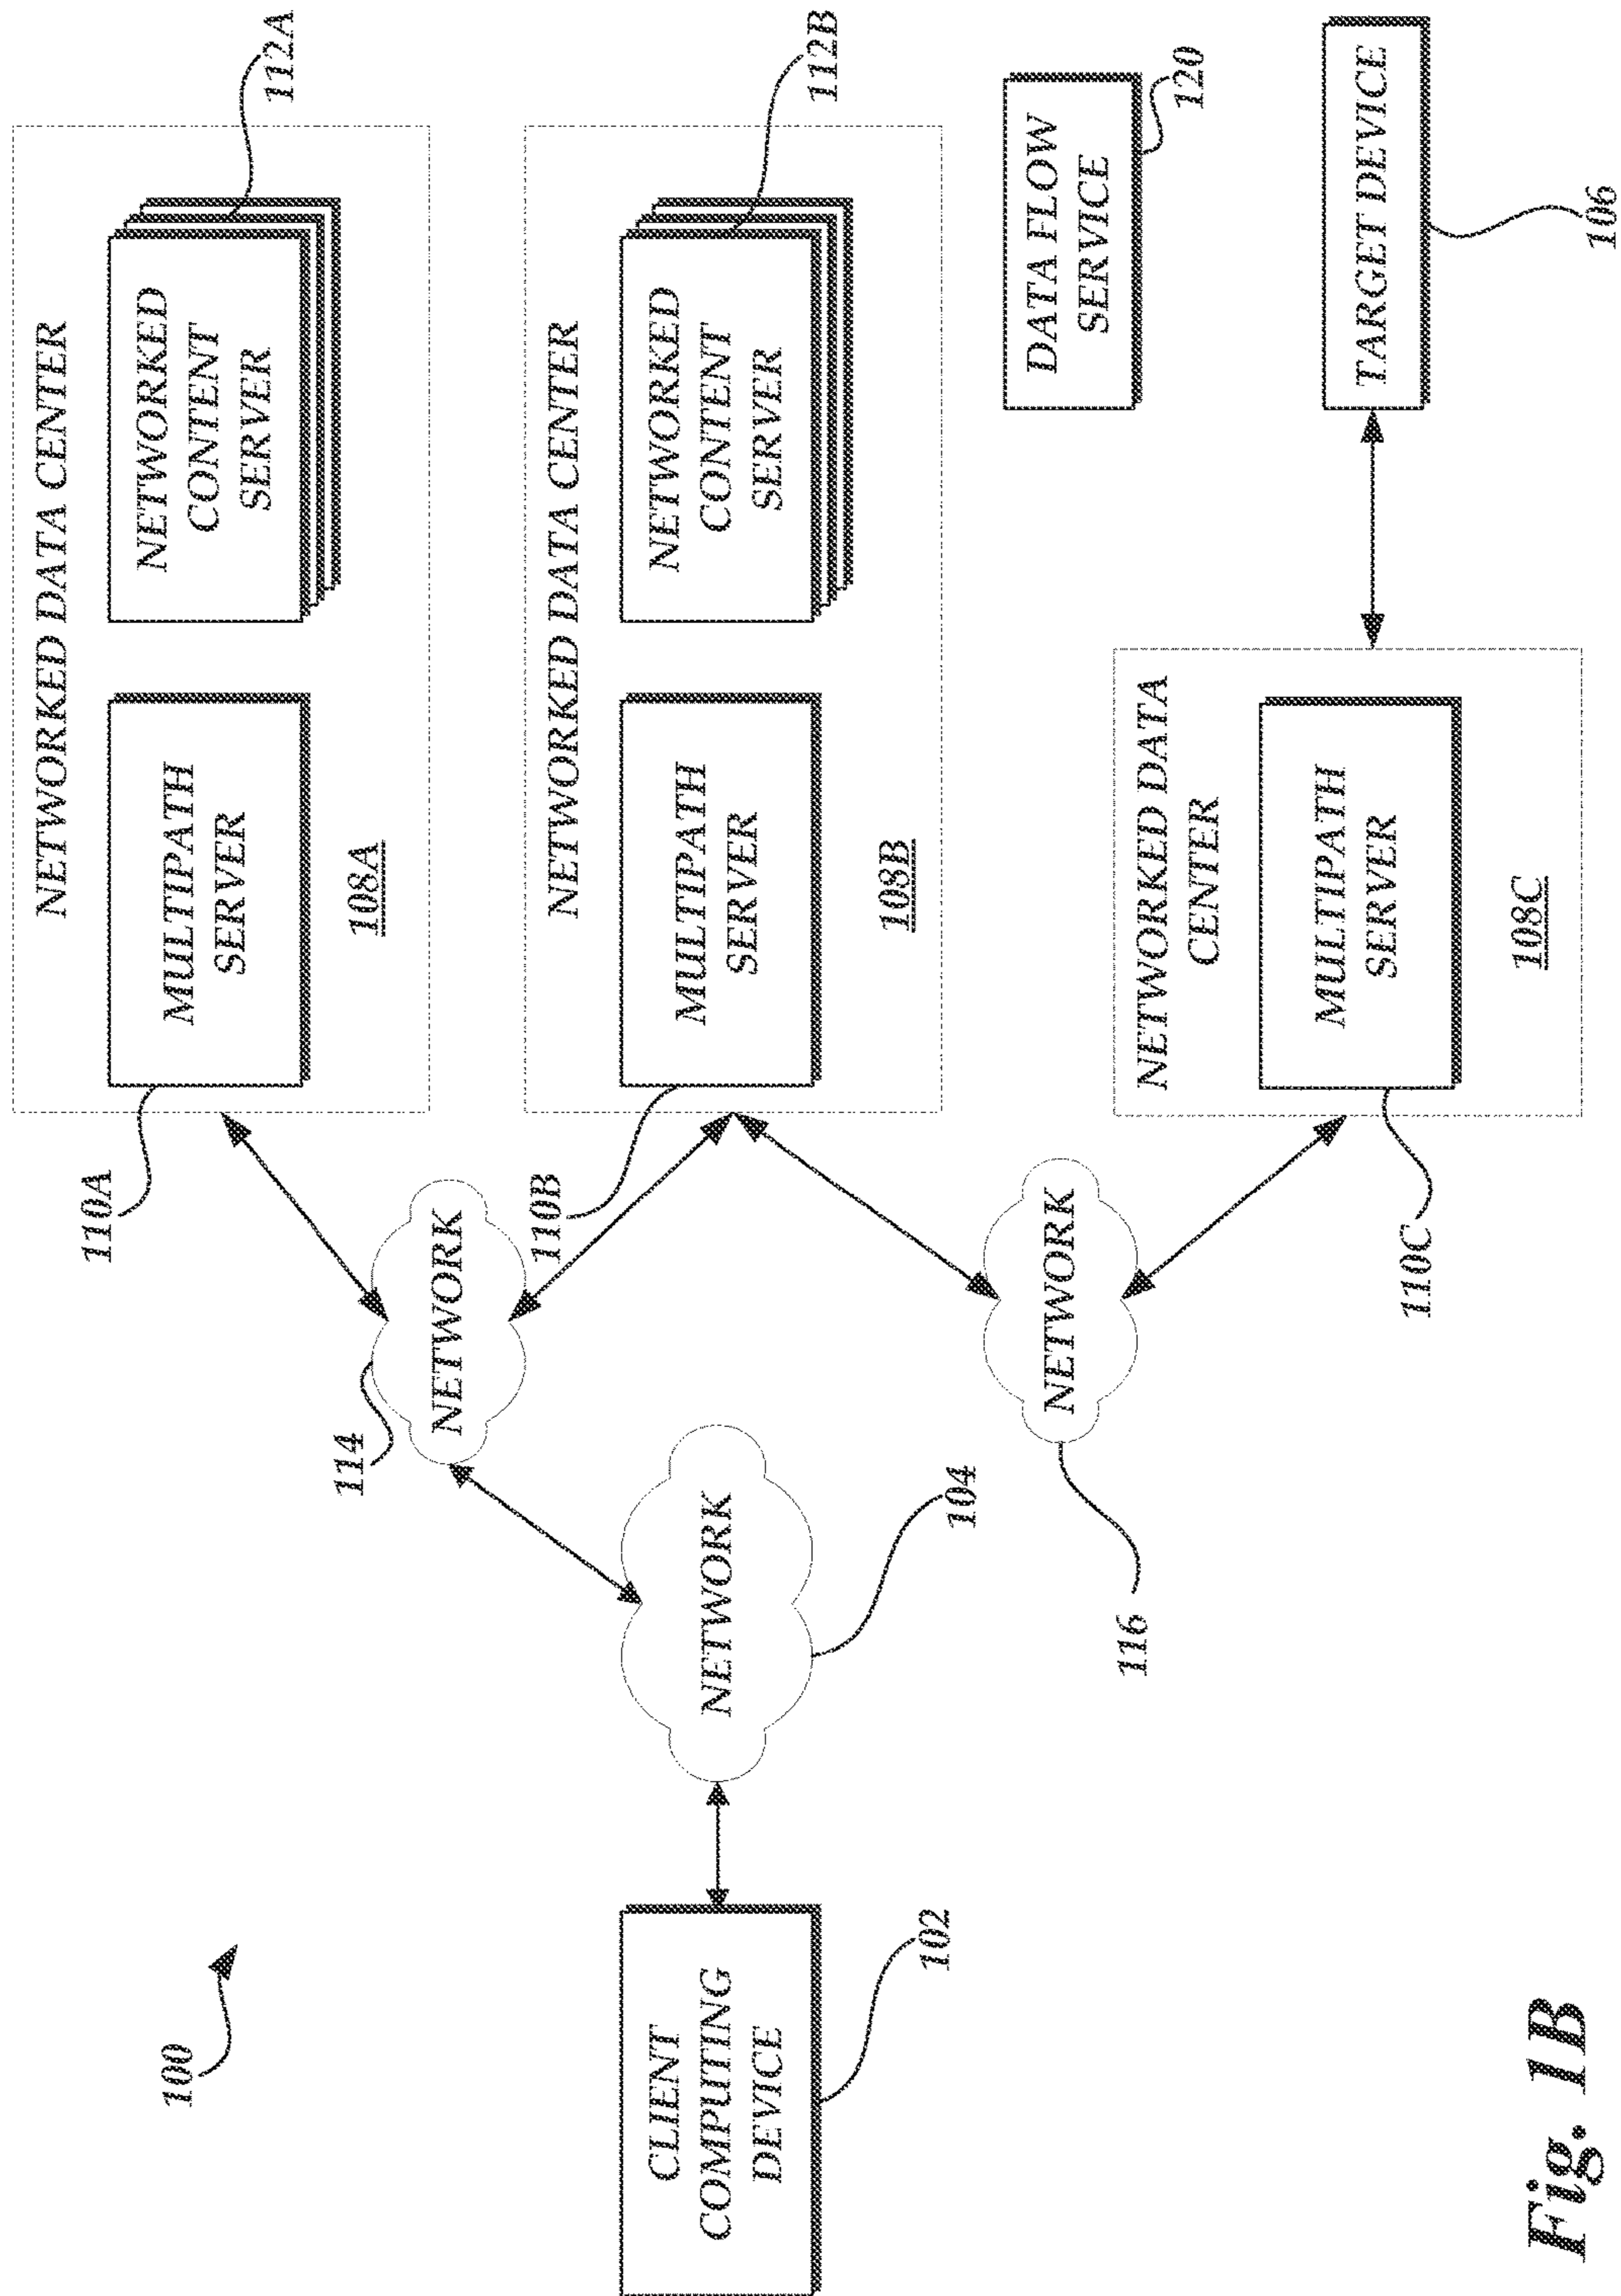 100
CLIENT
COMPUTING
DEVICE
102
NETWORK
104
NETWORK
114
NETWORK
116
NETWORKED DATA CENTER
MULTIPATH
SERVER
110A
108A
NETWORKED
CONTENT
SERVER
112A
NETWORKED DATA CENTER
MULTIPATH
SERVER
110B
108B
NETWORKED
CONTENT
SERVER
112B
NETWORKED DATA
CENTER
MULTIPATH
SERVER
110C
108C
DATA FLOW
SERVICE
120
TARGET DEVICE
106
Fig. 1B